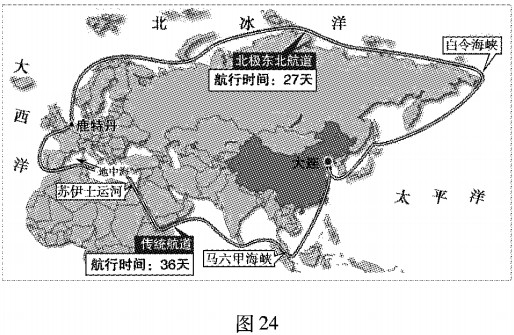 北 冰 洋
白令海峡
北极东北航道
航行时间：27天
大
西
洋
鹿特丹
大连
地中海
苏伊士运河
太 平 洋
传统航道
航行时间：36天
马六甲海峡
图24